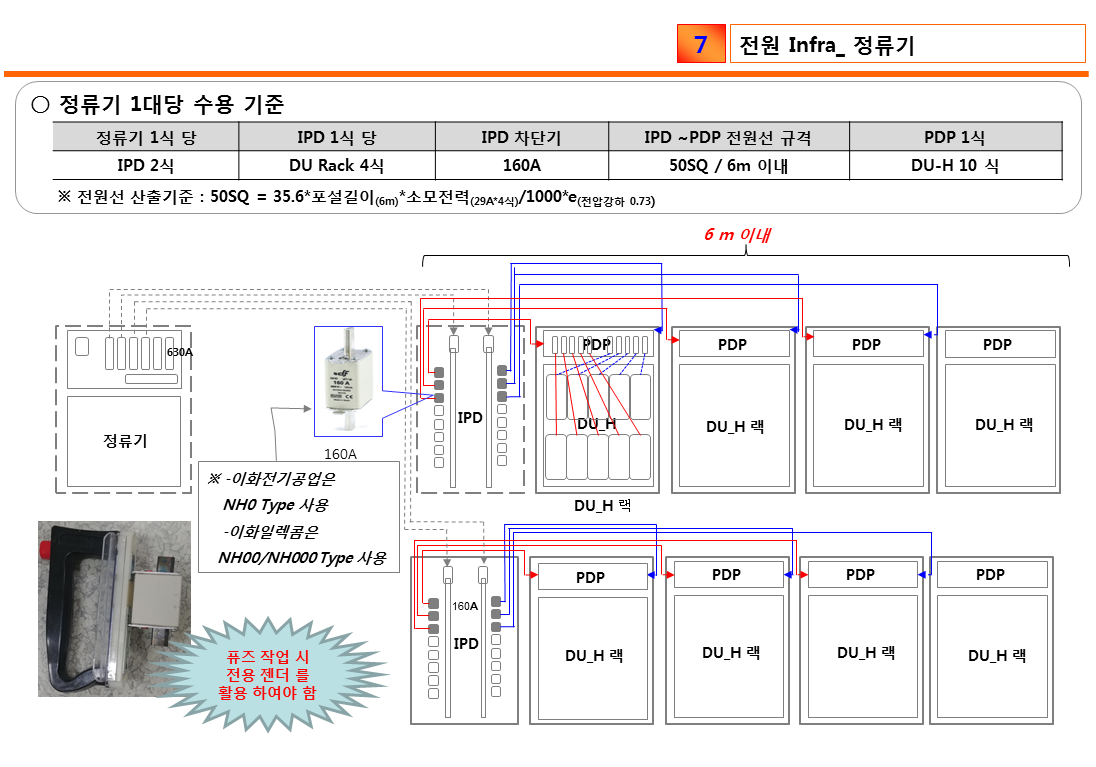 7
전원 Infra_ 정류기
○ 정류기 1대당 수용 기준
정류기 1식 당 IPD 1식 당 IPD 차단기 IPD ~PDP 전원선 규격 PDP 1식
IPD 2식 DU Rack 4식 160A 50SQ / 6m 이내 DU-H 10 식
※ 전원선 산출기준 : 50SQ = 35.6*포설길이(6m)*소모전력(29A*4식)/1000*e(전압강하 0.73)
6 m 이내
630A
정류기
160 A
160A
IPD
PDP
DU_H
DU_H 랙
PDP
DU_H 랙
PDP
DU_H 랙
PDP
DU_H 랙
※ -이화전기공업은
NH0 Type 사용
-이화일렉콤은
NH00/NH000 Type 사용
160A
IPD
PDP
DU_H 랙
PDP
DU_H 랙
PDP
DU_H 랙
PDP
DU_H 랙
퓨즈 작업 시
전용 젠더 를
활용 하여야 함